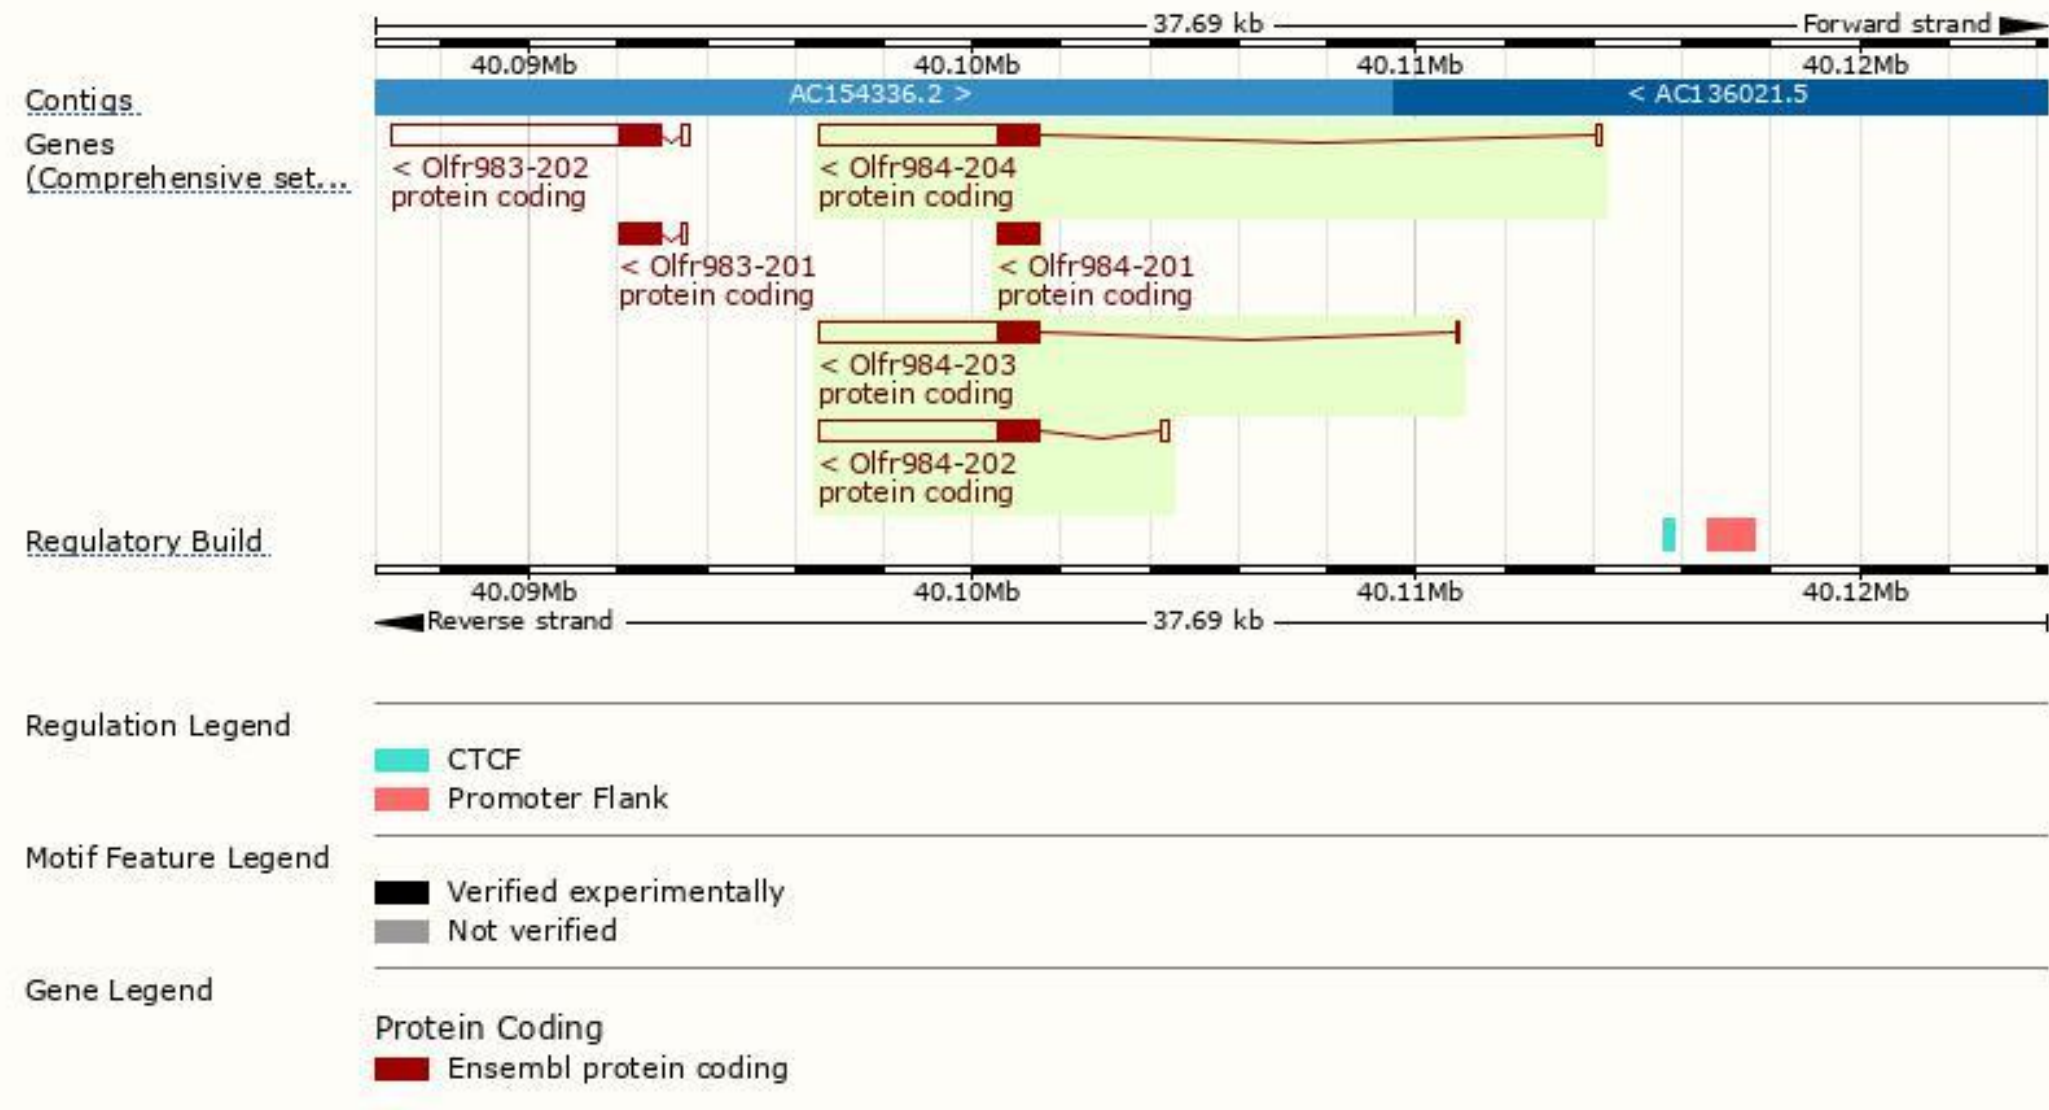 37.69 kb Forward strand
40.09Mb 40.10Mb 40.11Mb 40.12Mb
Contigs AC154336.2 > < AC136021.5
Genes
(Comprehensive set...
< Olfr983-202 < Olfr984-204
protein coding protein coding
< Olfr983-201 < Olfr984-201
protein coding protein coding
< Olfr984-203
protein coding
< Olfr984-202
protein coding
Regulatory Build
40.09Mb 40.10Mb 40.11Mb 40.12Mb
Reverse strand 37.69 kb
Regulation Legend
CTCF
Promoter Flank
Motif Feature Legend
Verified experimentally
Not verified
Gene Legend
Protein Coding
Ensembl protein coding